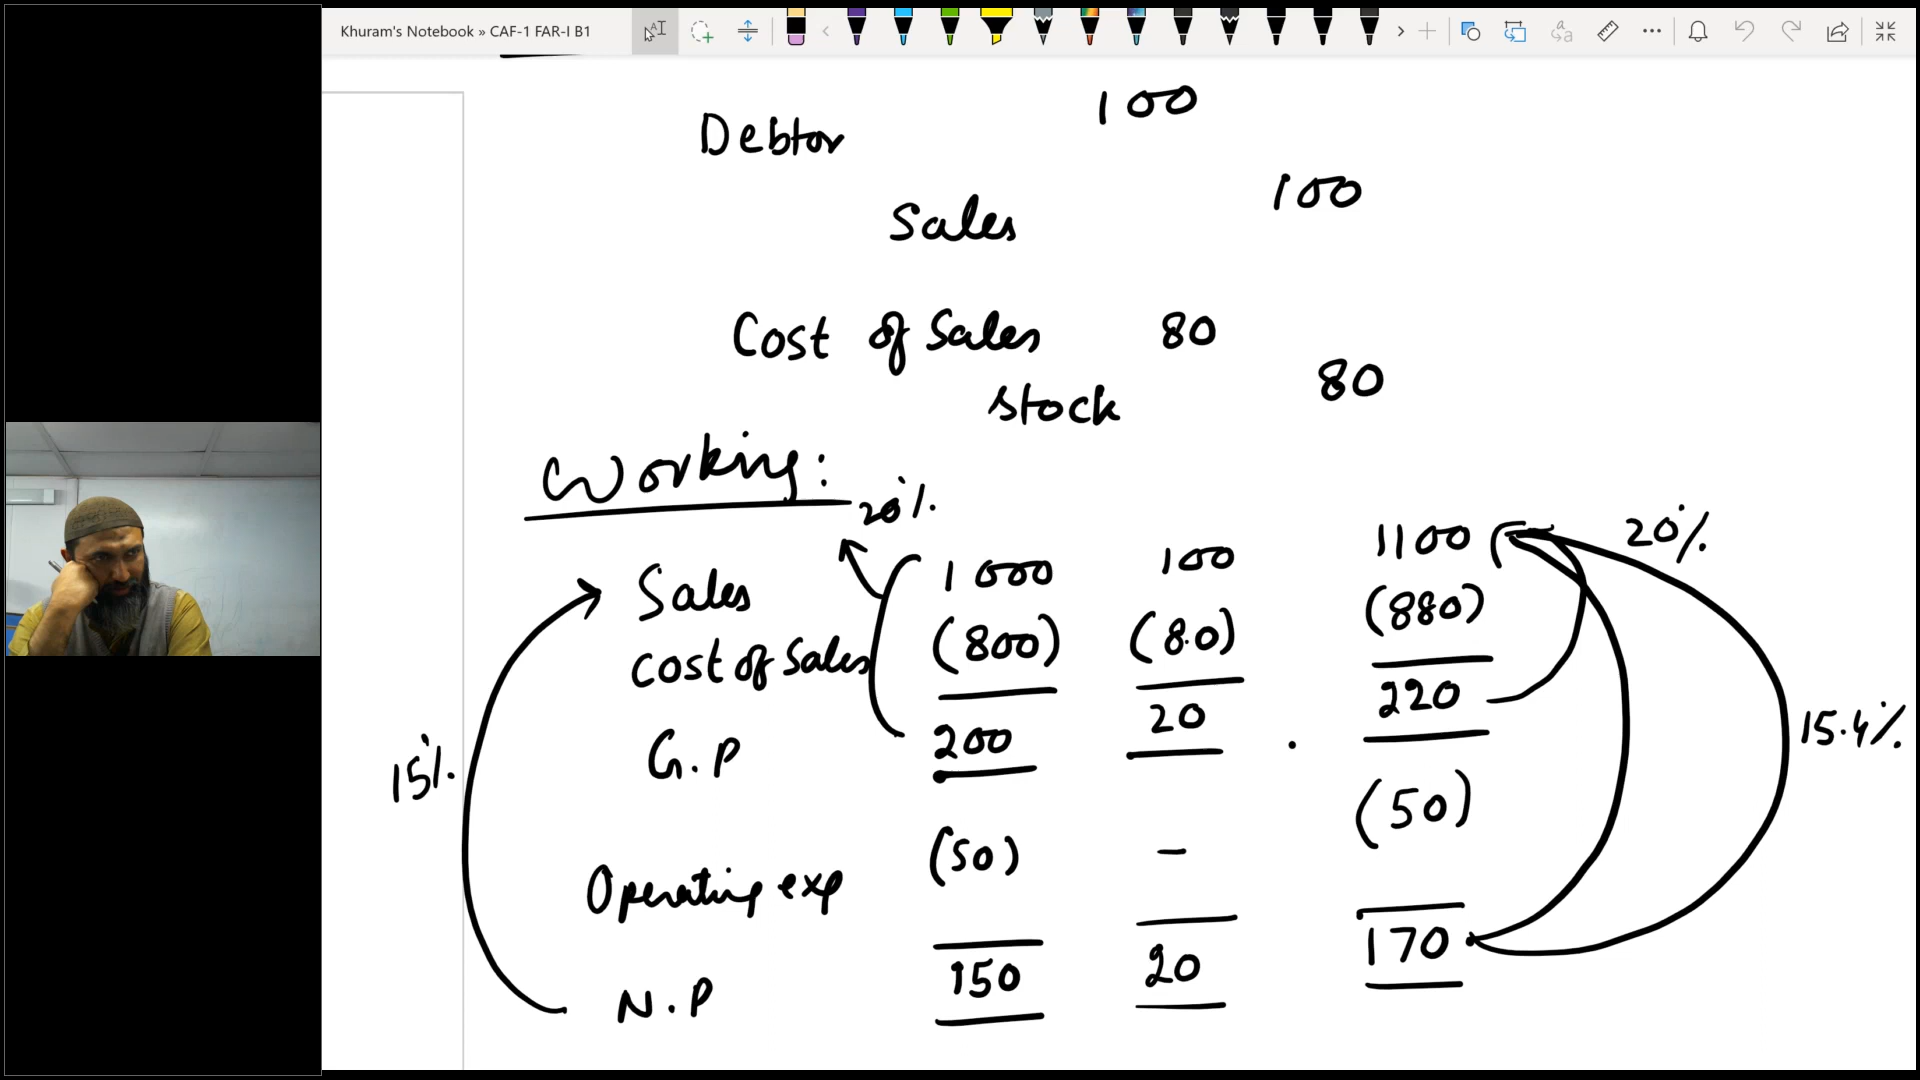 Khuram's Notebook » CAF-1 FAR-I B1
Debtor 100
Sales 100
Cost of Sales 80
Stock 80
Working:
20%
Sales 1000 100 1100 20%
Cost of Sales (800) (80) (880)
G.P 200 20 220
15% 15.4%
Operating exp (50) - (50)
N.P 150 20 170